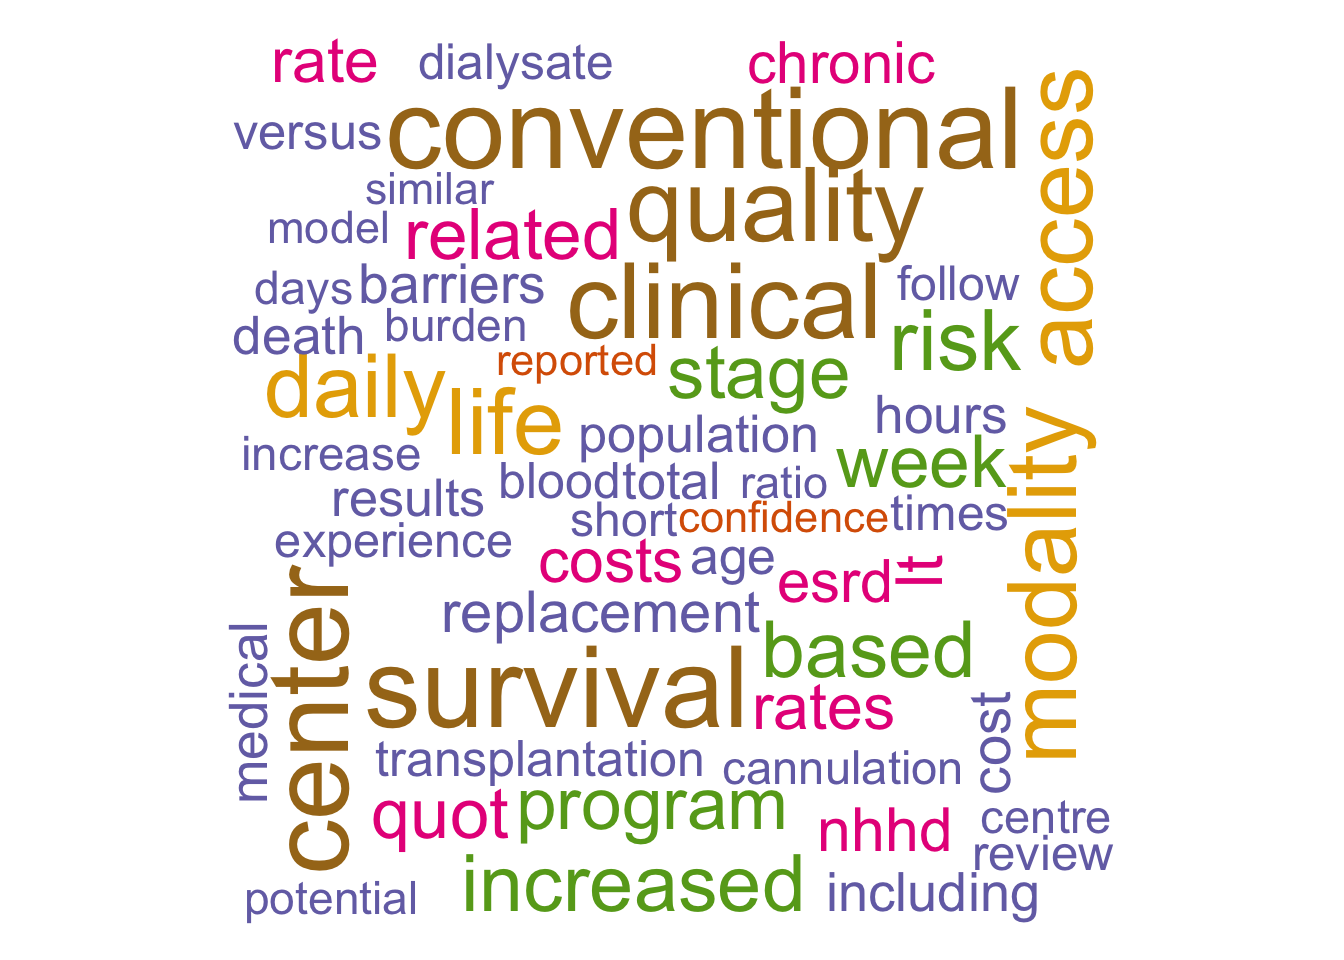 rate dialysate chronic
versus conventional access
similar quality
model related
days barriers clinical follow
death burden risk
reported stage
daily life hours
increase population week modality
results blood total ratio
short confidence times
experience costs age esrd lt
replacement based
medical center survival rates cost
transplantation cannulation
quot program nhhd centre
review
potential increased including